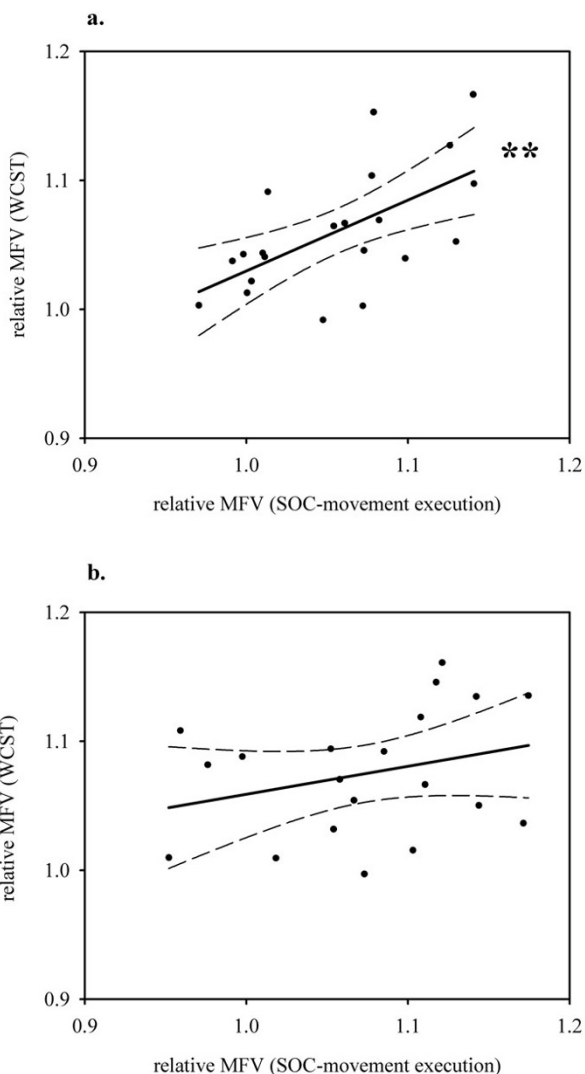 a.
1.2
1.1
1.0
0.9
relative MFV (WCST)
**
0.9 1.0 1.1 1.2
relative MFV (SOC-movement execution)
b.
1.2
1.1
1.0
0.9
relative MFV (WCST)
0.9 1.0 1.1 1.2
relative MFV (SOC-movement execution)